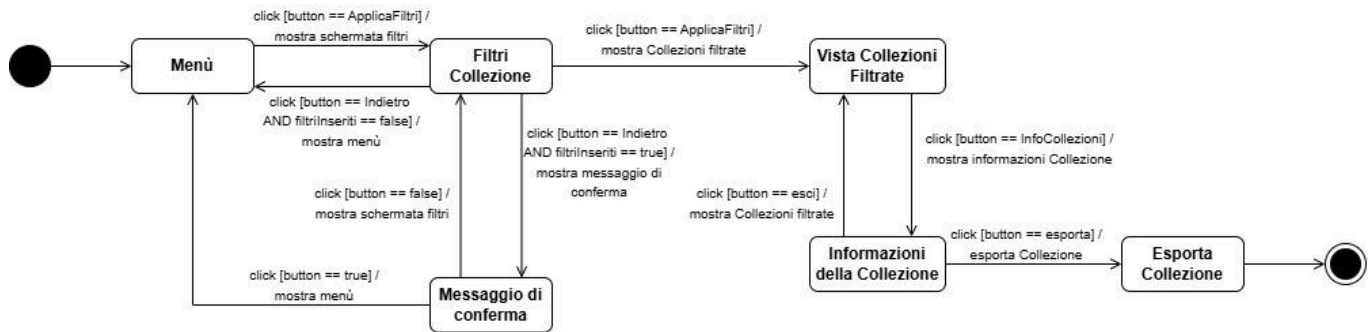 click [button == ApplicaFiltri] /
mostra schermata filtri
Menù
Filtri
Collezione
click [button == ApplicaFiltri] /
mostra Collezioni filtrate
Vista Collezioni
Filtrate
click [button == Indietro
AND filtriInseriti == false] /
mostra menù
click [button == Indietro
AND filtriInseriti == true] /
mostra messaggio di
conferma
click [button == InfoCollezioni] /
mostra informazioni Collezione
click [button == false] /
mostra schermata filtri
click [button == esci] /
mostra Collezioni filtrate
click [button == true] /
mostra menù
Messaggio di
conferma
Informazioni
della Collezione
click [button == esporta] /
esporta Collezione
Esporta
Collezione